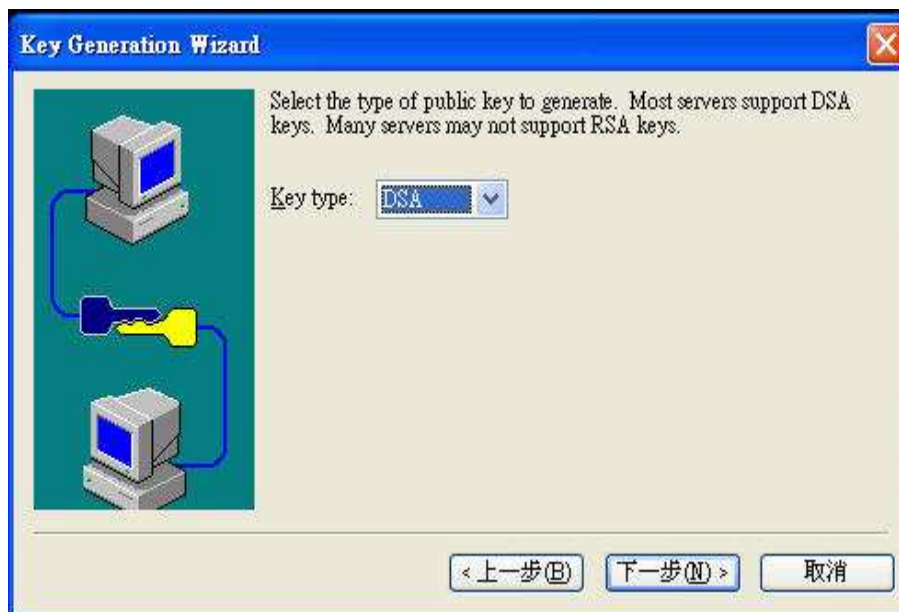 Key Generation Wizard
Select the type of public key to generate. Most servers support DSA
keys. Many servers may not support RSA keys.
Key type: DSA
< 上一步(B) 下一步(N) > 取消